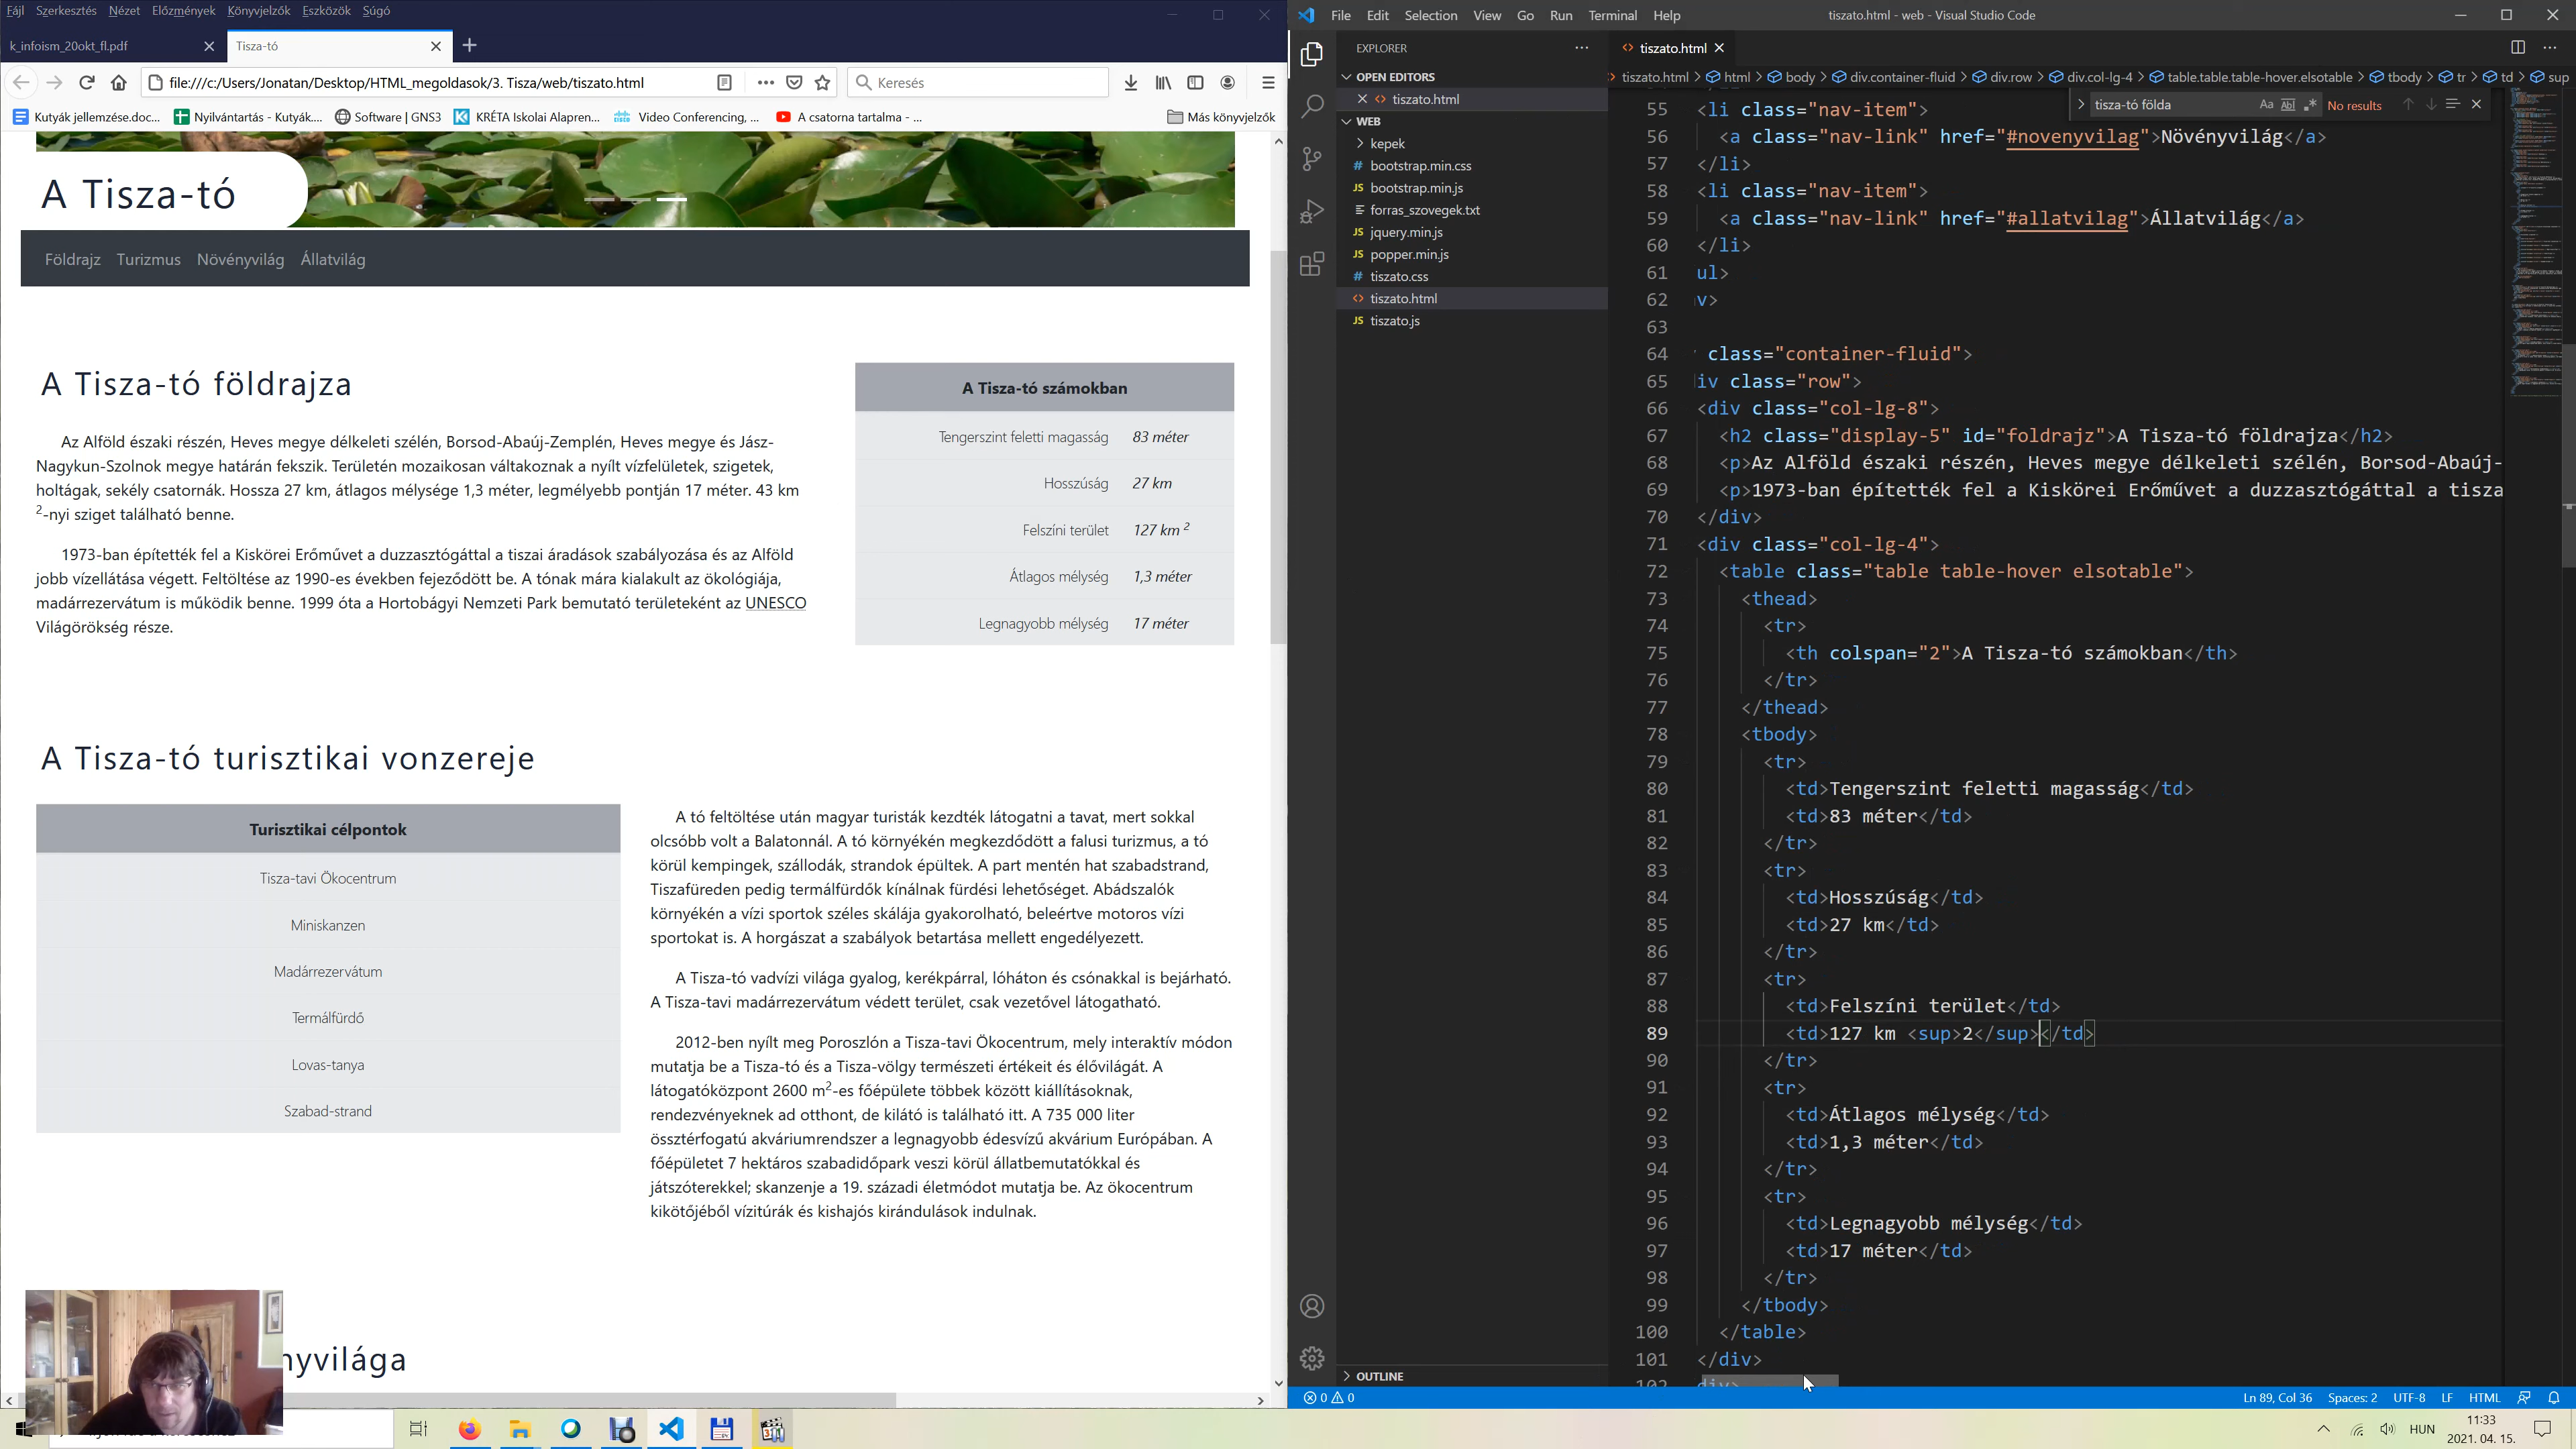 Fájl Szerkesztés Nézet Előzmények Könyvjelzők Eszközök Súgó
k_infoism_20okt_fl.pdf
Tisza-tó
file:///c:/Users/Jonatan/Desktop/HTML_megoldasok/3. Tisza/web/tiszato.html
Keresés
Kutyák jellemzése.doc... Nyilvántartás - Kutyák.... Software | GNS3 KRÉTA Iskolai Alapren... Video Conferencing, ... A csatorna tartalma - ... Más könyvjelzők
A Tisza-tó
Földrajz Turizmus Növényvilág Állatvilág
A Tisza-tó földrajza
Az Alföld északi részén, Heves megye délkeleti szélén, Borsod-Abaúj-Zemplén, Heves megye és Jász-
Nagykun-Szolnok megye határán fekszik. Területén mozaikosan váltakoznak a nyílt vízfelületek, szigetek,
holtágak, sekély csatornák. Hossza 27 km, átlagos mélysége 1,3 méter, legmélyebb pontján 17 méter. 43 km
2-nyi sziget található benne.
1973-ban építették fel a Kiskörei Erőművet a duzzasztógáttal a tiszai áradások szabályozása és az Alföld
jobb vízellátása végett. Feltöltése az 1990-es években fejeződött be. A tónak mára kialakult az ökológiája,
madárrezervátum is működik benne. 1999 óta a Hortobágyi Nemzeti Park bemutató területeként az UNESCO
Világörökség része.
A Tisza-tó számokban
Tengerszint feletti magasság 83 méter
Hosszúság 27 km
Felszíni terület 127 km 2
Átlagos mélység 1,3 méter
Legnagyobb mélység 17 méter
A Tisza-tó turisztikai vonzereje
Turisztikai célpontok
Tisza-tavi Ökocentrum
Miniskanzen
Madárrezervátum
Termálfürdő
Lovas-tanya
Szabad-strand
A tó feltöltése után magyar turisták kezdték látogatni a tavat, mert sokkal
olcsóbb volt a Balatonnál. A tó környékén megkezdődött a falusi turizmus, a tó
körül kempingek, szállodák, strandok épültek. A part mentén hat szabadstrand,
Tiszafüreden pedig termálfürdők kínálnak fürdési lehetőséget. Abádszalók
környékén a vízi sportok széles skálája gyakorolható, beleértve motoros vízi
sportokat is. A horgászat a szabályok betartása mellett engedélyezett.
A Tisza-tó vadvízi világa gyalog, kerékpárral, lóháton és csónakkal is bejárható.
A Tisza-tavi madárrezervátum védett terület, csak vezetővel látogatható.
2012-ben nyílt meg Poroszlón a Tisza-tavi Ökocentrum, mely interaktív módon
mutatja be a Tisza-tó és a Tisza-völgy természeti értékeit és élővilágát. A
látogatóközpont 2600 m2-es főépülete többek között kiállításoknak,
rendezvényeknek ad otthont, de kilátó is található itt. A 735 000 liter
össztérfogatú akváriumrendszer a legnagyobb édesvízű akvárium Európában. A
főépületet 7 hektáros szabadidőpark veszi körül állatbemutatókkal és
játszóterekkel; skanzenje a 19. századi életmódot mutatja be. Az ökocentrum
kikötőjéből vízitúrák és kishajós kirándulások indulnak.
nyvilága
File Edit Selection View Go Run Terminal Help
tiszato.html - web - Visual Studio Code
EXPLORER
OPEN EDITORS
tiszato.html
WEB
kepek
bootstrap.min.css
bootstrap.min.js
forras_szovegek.txt
jquery.min.js
popper.min.js
tiszato.css
tiszato.html
tiszato.js
OUTLINE
tiszato.html
tiszato.html > html > body > div.container-fluid > div.row > div.col-lg-4 > table.table.table-hover.elsotable > tbody > tr > td > sup
tisza-tó földa No results
55 <li class="nav-item">
56 <a class="nav-link" href="#novenyvilag">Növényvilág</a>
57 </li>
58 <li class="nav-item">
59 <a class="nav-link" href="#allatvilag">Állatvilág</a>
60 </li>
61 ul>
62 v>
63
64 class="container-fluid">
65 iv class="row">
66 <div class="col-lg-8">
67 <h2 class="display-5" id="foldrajz">A Tisza-tó földrajza</h2>
68 <p>Az Alföld északi részén, Heves megye délkeleti szélén, Borsod-Abaúj-
69 <p>1973-ban építették fel a Kiskörei Erőművet a duzzasztógáttal a tisza
70 </div>
71 <div class="col-lg-4">
72 <table class="table table-hover elsotable">
73 <thead>
74 <tr>
75 <th colspan="2">A Tisza-tó számokban</th>
76 </tr>
77 </thead>
78 <tbody>
79 <tr>
80 <td>Tengerszint feletti magasság</td>
81 <td>83 méter</td>
82 </tr>
83 <tr>
84 <td>Hosszúság</td>
85 <td>27 km</td>
86 </tr>
87 <tr>
88 <td>Felszíni terület</td>
89 <td>127 km <sup>2</sup></td>
90 </tr>
91 <tr>
92 <td>Átlagos mélység</td>
93 <td>1,3 méter</td>
94 </tr>
95 <tr>
96 <td>Legnagyobb mélység</td>
97 <td>17 méter</td>
98 </tr>
99 </tbody>
100 </table>
101 </div>
0 0
Ln 89, Col 36 Spaces: 2 UTF-8 LF HTML
HUN
11:33
2021. 04. 15.